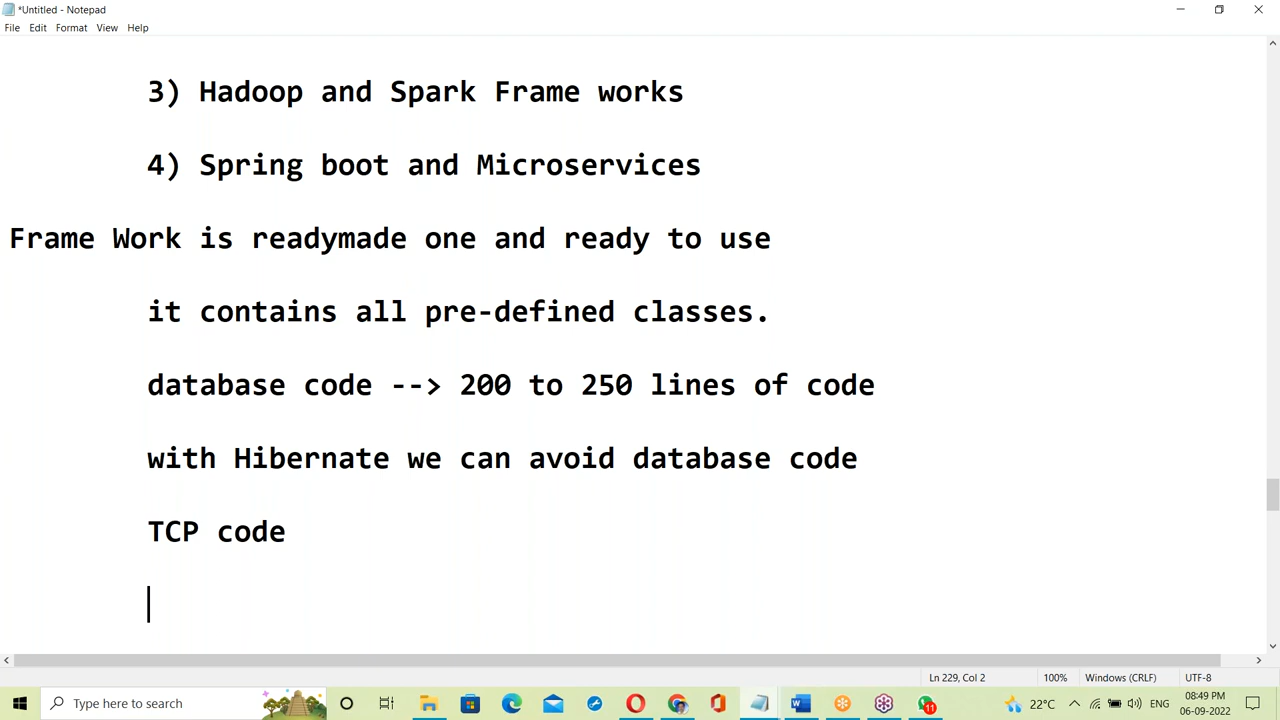 *Untitled - Notepad
File Edit Format View Help
3) Hadoop and Spark Frame works
4) Spring boot and Microservices
Frame Work is readymade one and ready to use
it contains all pre-defined classes.
database code --> 200 to 250 lines of code
with Hibernate we can avoid database code
TCP code
Ln 229, Col 2 100% Windows (CRLF) UTF-8
Type here to search 11 22°C ENG 08:49 PM
06-09-2022